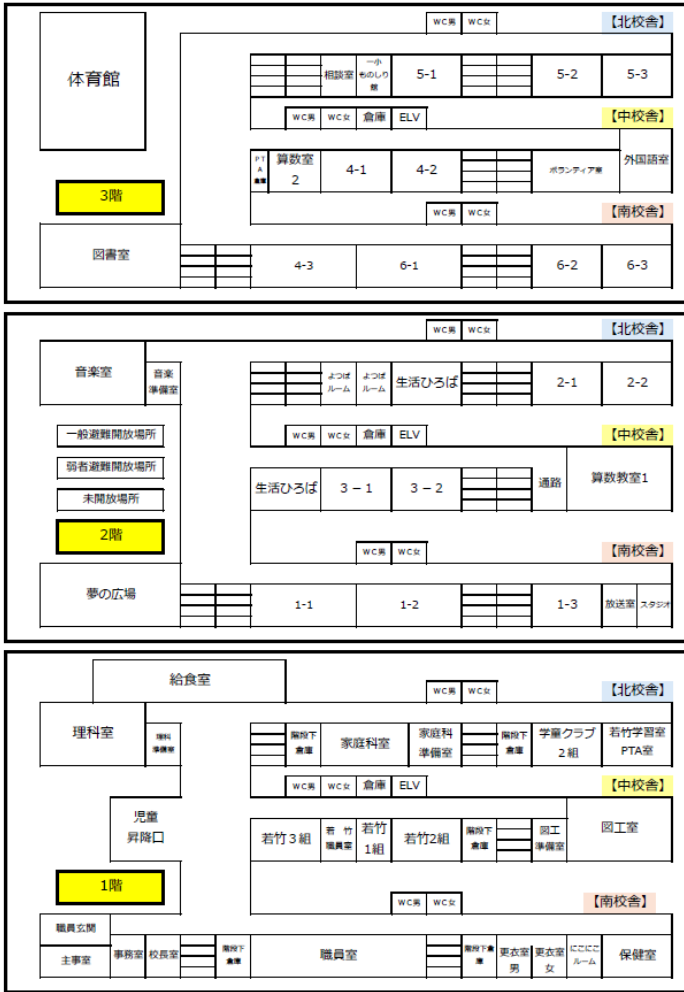 WC男 WC女 【北校舎】
体育館
相談室 一小ものしり館 5-1 5-2 5-3
WC男 WC女 倉庫 ELV 【中校舎】
PTA倉庫 算数室2 4-1 4-2 ボランティア室 外国語室
3階
WC男 WC女 【南校舎】
図書室 4-3 6-1 6-2 6-3
WC男 WC女 【北校舎】
音楽室 音楽準備室 よつばルーム よつばルーム 生活ひろば 2-1 2-2
一般避難開放場所
WC男 WC女 倉庫 ELV 【中校舎】
弱者避難開放場所
未開放場所
生活ひろば 3－1 3－2 通路 算数教室1
2階
WC男 WC女 【南校舎】
夢の広場 1-1 1-2 1-3 放送室 スタジオ
給食室
WC男 WC女 【北校舎】
理科室 理科準備室 階段下倉庫 家庭科室 家庭科準備室 階段下倉庫 学童クラブ2組 若竹学習室PTA室
WC男 WC女 倉庫 ELV 【中校舎】
児童昇降口 若竹3組 若竹職員室 若竹1組 若竹2組 階段下倉庫 図工準備室 図工室
1階
WC男 WC女 【南校舎】
職員玄関
主事室 事務室 校長室 階段下倉庫 職員室 階段下倉庫 更衣室男 更衣室女 にこにこルーム 保健室